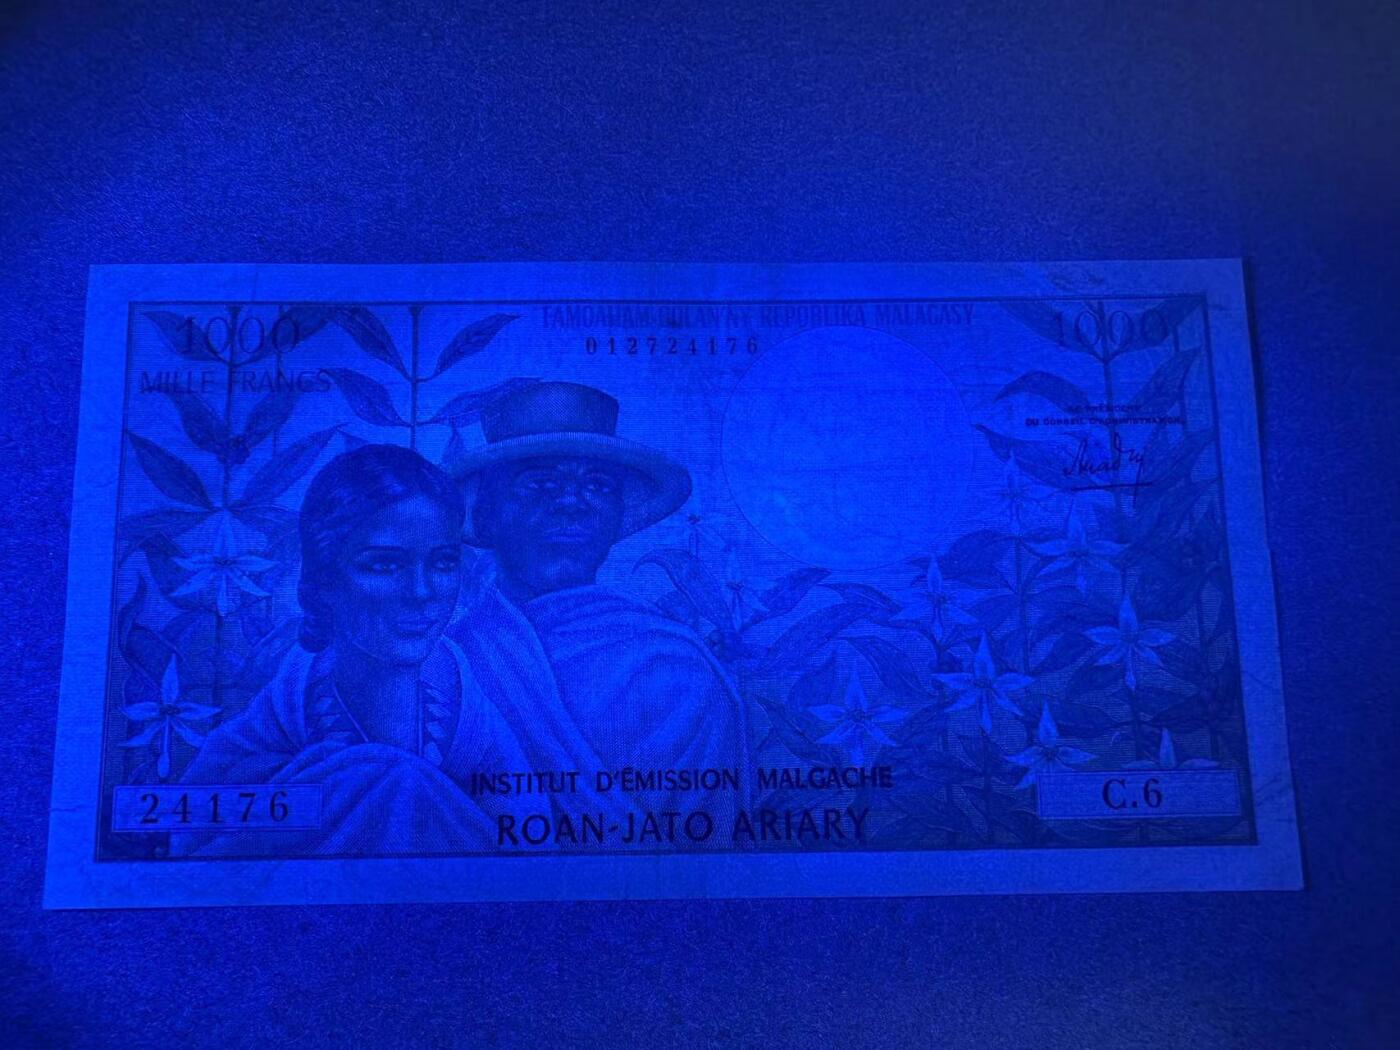 1000
MILLE FRANCS
FAMOAHAM-BOLAN'NY REPOBLIKA MALAGASY
012724176
1000
LE PRÉSIDENT
DU CONSEIL D'ADMINISTRATION,
INSTITUT D'ÉMISSION MALGACHE
ROAN-JATO ARIARY
24176
C.6